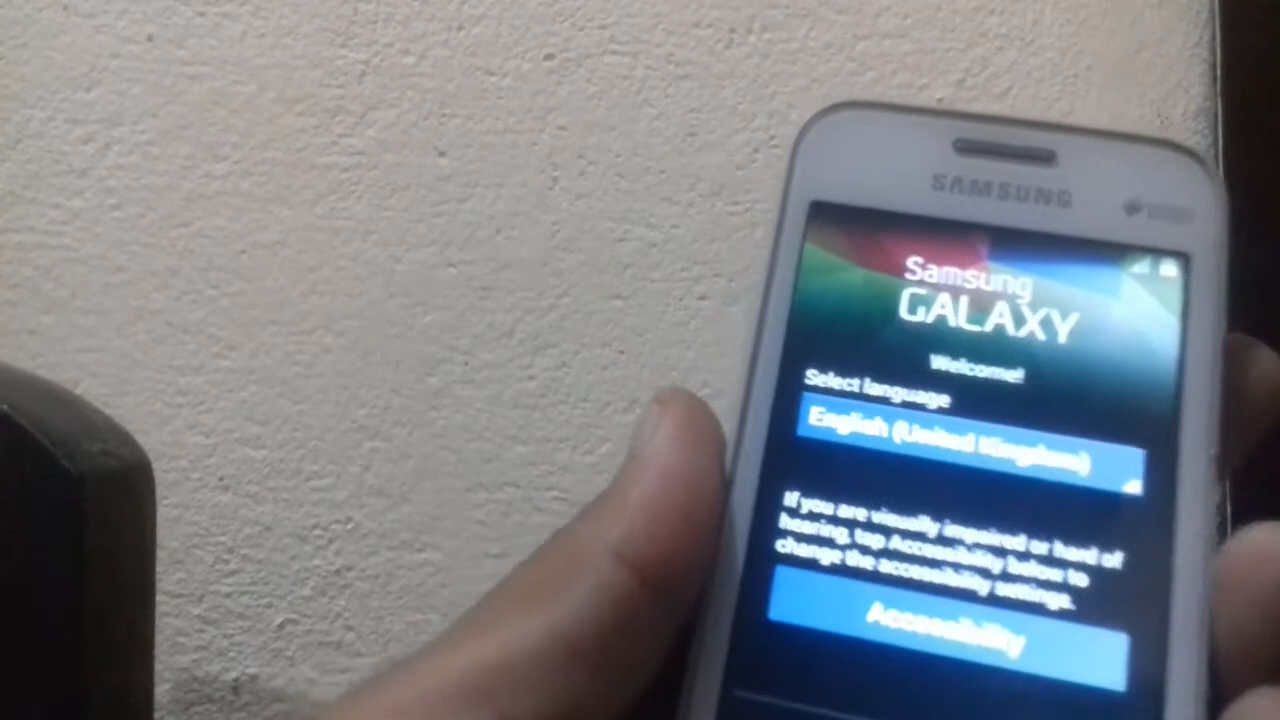 SAMSUNG
Samsung
GALAXY
Welcome!
Select language
English (United Kingdom)
If you are visually impaired or hard of
hearing, tap Accessibility below to
change the accessibility settings.
Accessibility